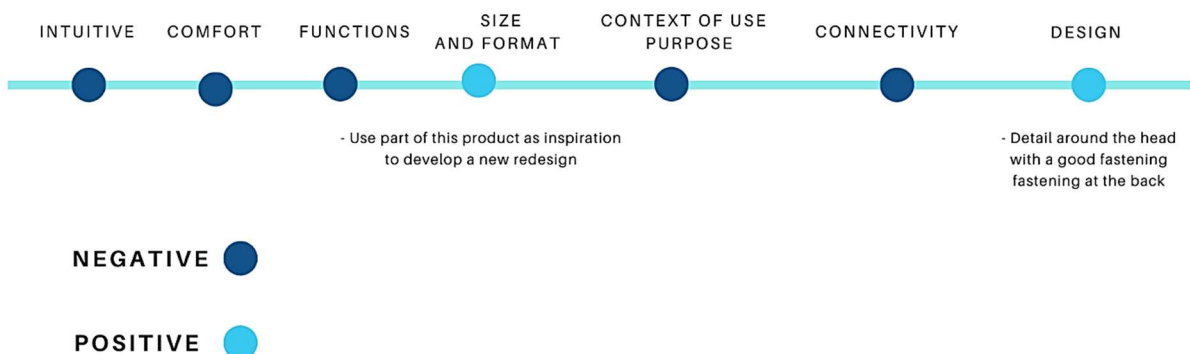 INTUITIVE
COMFORT
FUNCTIONS
SIZE
AND FORMAT
CONTEXT OF USE
PURPOSE
CONNECTIVITY
DESIGN
- Use part of this product as inspiration
to develop a new redesign
- Detail around the head
with a good fastening
fastening at the back
NEGATIVE
POSITIVE